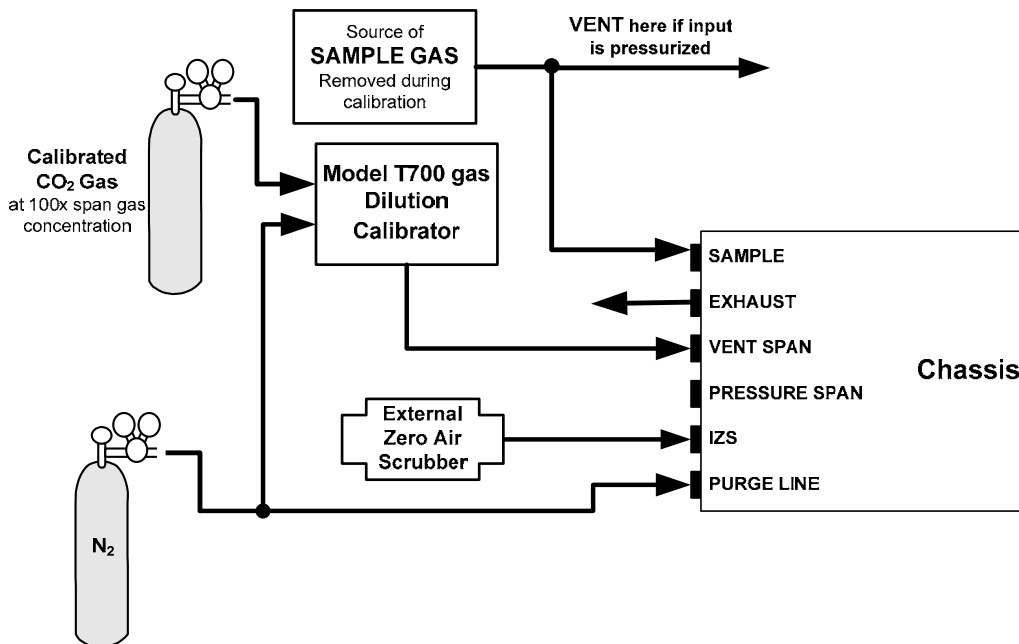 Source of
SAMPLE GAS
Removed during
calibration
VENT here if input
is pressurized
Calibrated
CO₂ Gas
at 100x span gas
concentration
Model T700 gas
Dilution
Calibrator
SAMPLE
EXHAUST
VENT SPAN
PRESSURE SPAN
IZS
PURGE LINE
Chassis
External
Zero Air
Scrubber
N₂